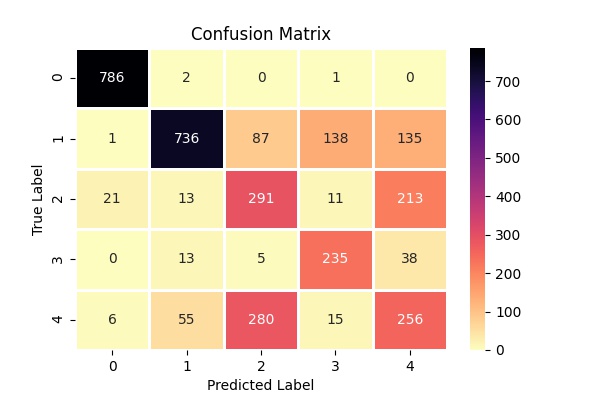 Confusion Matrix
0 786 2 0 1 0
1 1 736 87 138 135
2 21 13 291 11 213
3 0 13 5 235 38
4 6 55 280 15 256
0 1 2 3 4
Predicted Label
True Label
700
600
500
400
300
200
100
0